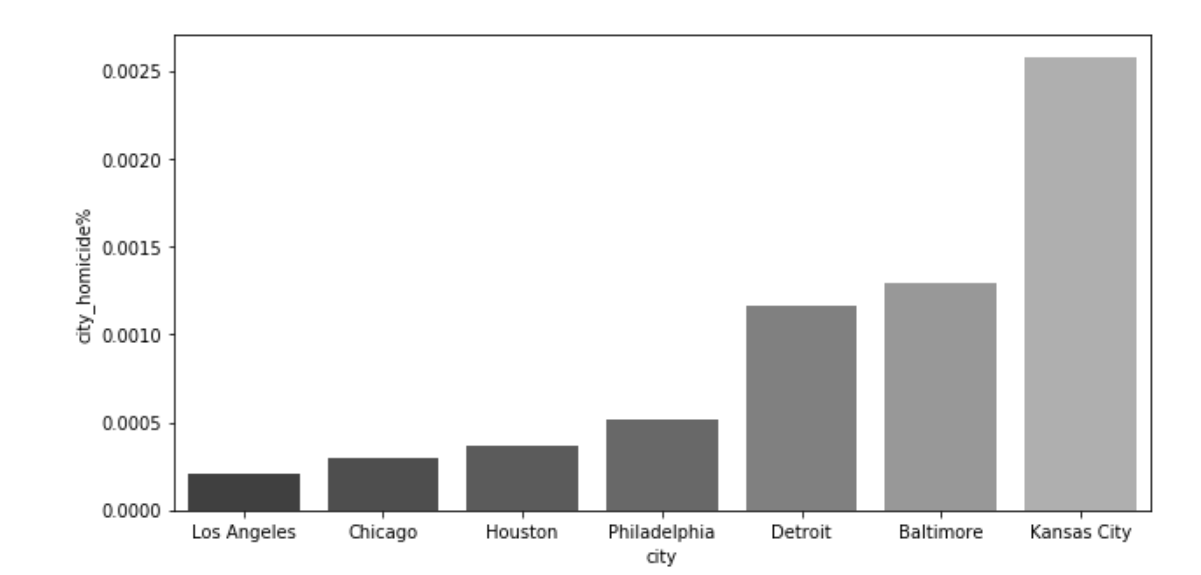 city_homicide%
0.0025
0.0020
0.0015
0.0010
0.0005
0.0000
Los Angeles Chicago Houston Philadelphia Detroit Baltimore Kansas City
city